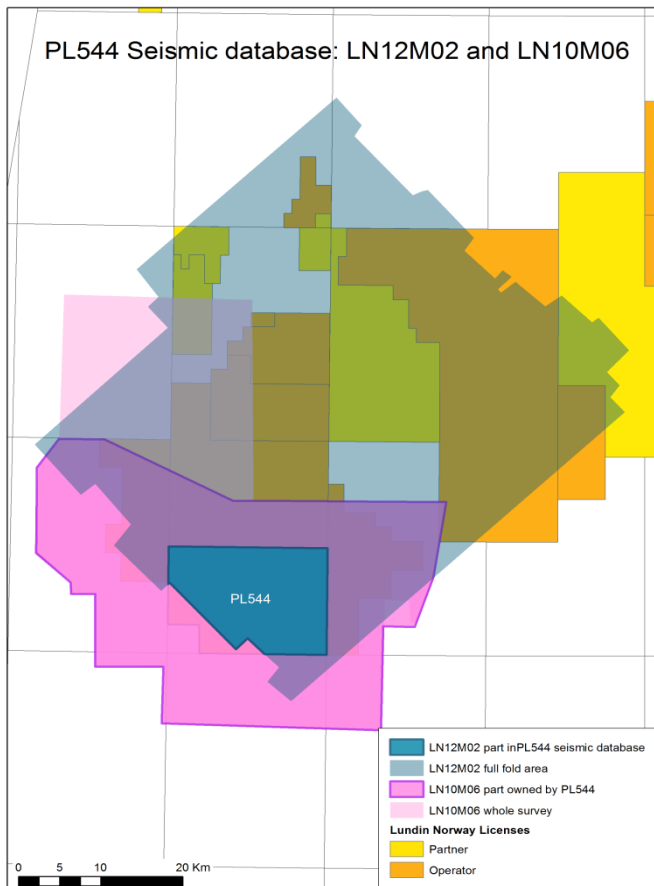 PL544 Seismic database: LN12M02 and LN10M06
PL544
LN12M02 part inPL544 seismic database
LN12M02 full fold area
LN10M06 part owned by PL544
LN10M06 whole survey
Lundin Norway Licenses
Partner
Operator
0 5 10 20 Km